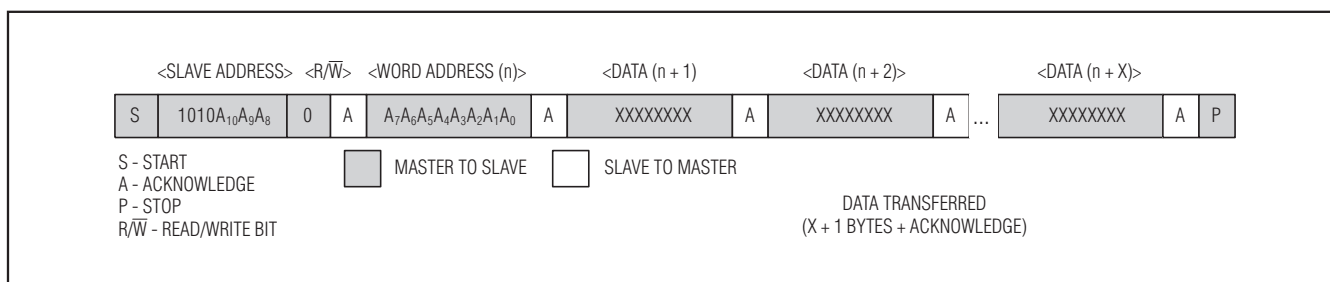 <SLAVE ADDRESS> <R/W̅> <WORD ADDRESS (n)> <DATA (n + 1) <DATA (n + 2)> <DATA (n + X)>
S 1010A₁₀A₉A₈ 0 A A₇A₆A₅A₄A₃A₂A₁A₀ A XXXXXXXX A XXXXXXXX A ... XXXXXXXX A P
S - START
A - ACKNOWLEDGE
P - STOP
R/W̅ - READ/WRITE BIT
MASTER TO SLAVE
SLAVE TO MASTER
DATA TRANSFERRED
(X + 1 BYTES + ACKNOWLEDGE)